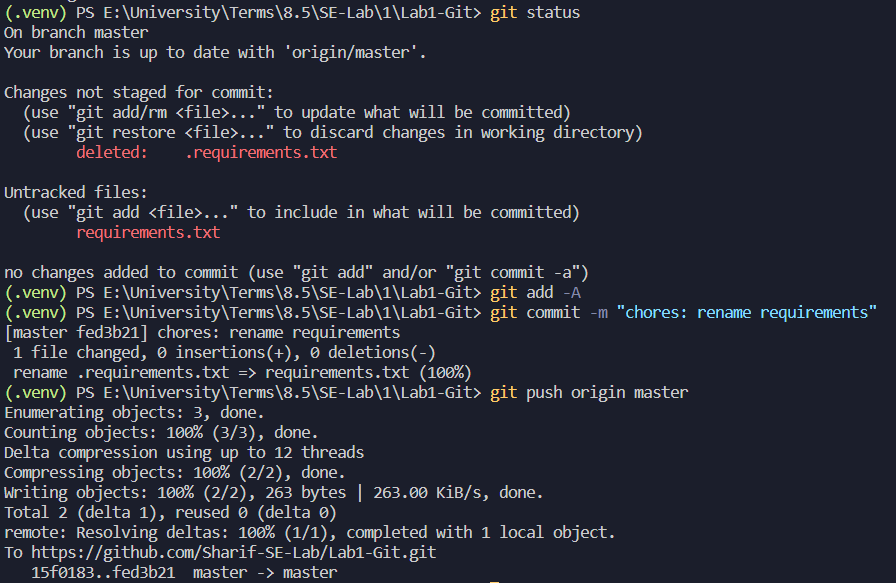 (.venv) PS E:\University\Terms\8.5\SE-Lab\1\Lab1-Git> git status
On branch master
Your branch is up to date with 'origin/master'.
Changes not staged for commit:
  (use "git add/rm <file>..." to update what will be committed)
  (use "git restore <file>..." to discard changes in working directory)
        deleted:    .requirements.txt
Untracked files:
  (use "git add <file>..." to include in what will be committed)
        requirements.txt
no changes added to commit (use "git add" and/or "git commit -a")
(.venv) PS E:\University\Terms\8.5\SE-Lab\1\Lab1-Git> git add -A
(.venv) PS E:\University\Terms\8.5\SE-Lab\1\Lab1-Git> git commit -m "chores: rename requirements"
[master fed3b21] chores: rename requirements
 1 file changed, 0 insertions(+), 0 deletions(-)
 rename .requirements.txt => requirements.txt (100%)
(.venv) PS E:\University\Terms\8.5\SE-Lab\1\Lab1-Git> git push origin master
Enumerating objects: 3, done.
Counting objects: 100% (3/3), done.
Delta compression using up to 12 threads
Compressing objects: 100% (2/2), done.
Writing objects: 100% (2/2), 263 bytes | 263.00 KiB/s, done.
Total 2 (delta 1), reused 0 (delta 0)
remote: Resolving deltas: 100% (1/1), completed with 1 local object.
To https://github.com/Sharif-SE-Lab/Lab1-Git.git
   15f0183..fed3b21  master -> master